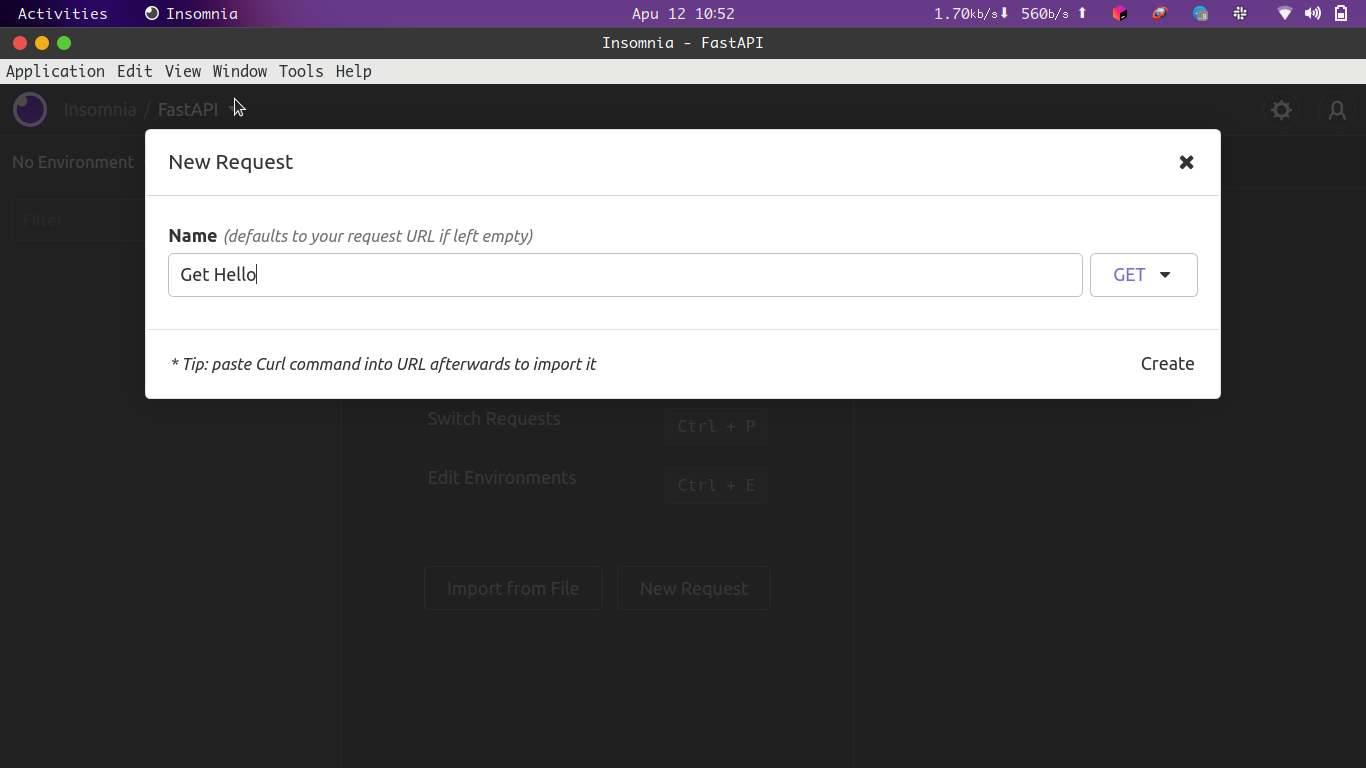 Activities Insomnia Apu 12 10:52 1.70kb/s⬇ 560b/s ⬆
Insomnia - FastAPI
Application Edit View Window Tools Help
Insomnia / FastAPI
No Environment
New Request
Filter
Name (defaults to your request URL if left empty)
Get Hello GET
* Tip: paste Curl command into URL afterwards to import it Create
Switch Requests Ctrl + P
Edit Environments Ctrl + E
Import from File New Request